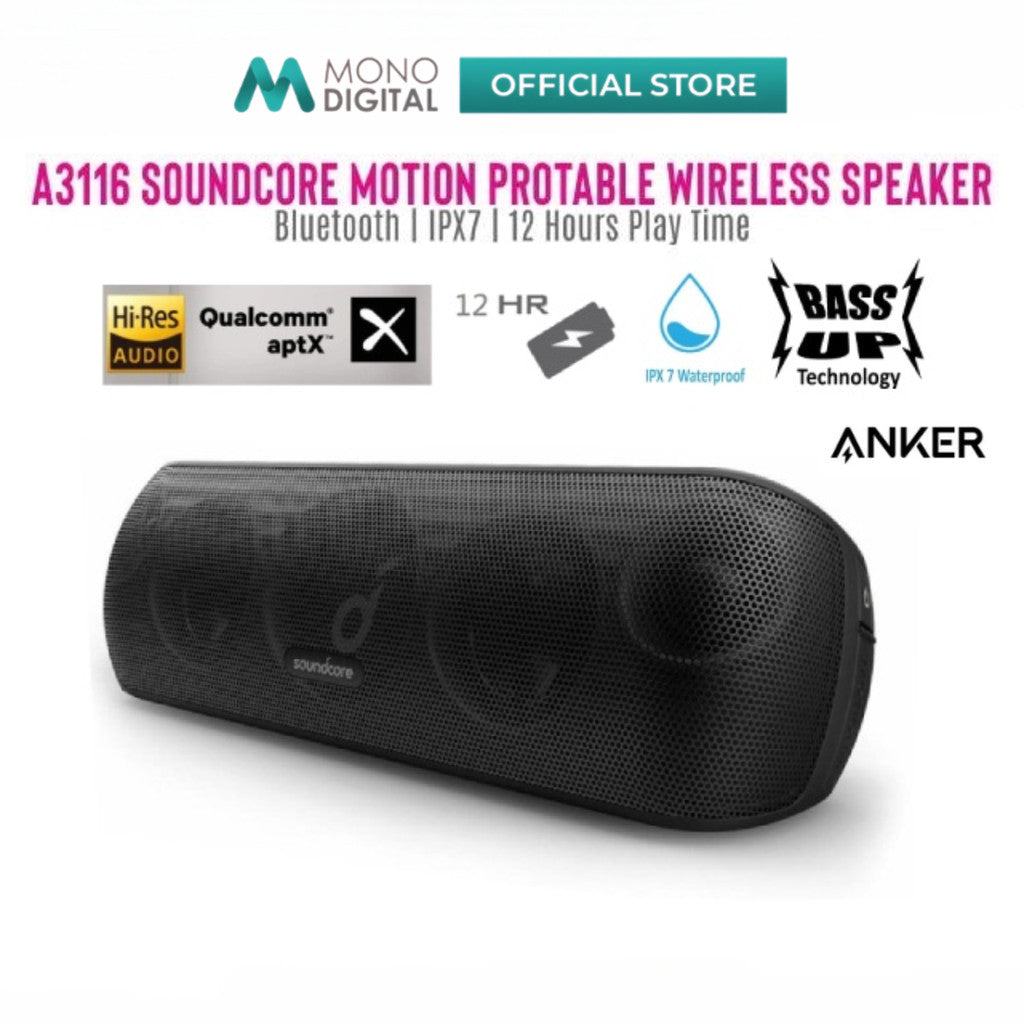 MONO
DIGITAL
OFFICIAL STORE
A3116 SOUNDCORE MOTION PROTABLE WIRELESS SPEAKER
Bluetooth | IPX7 | 12 Hours Play Time
Hi-Res
AUDIO
Qualcomm®
aptX™
12 HR
IPX 7 Waterproof
BASS
UP
Technology
ANKER
soundcore